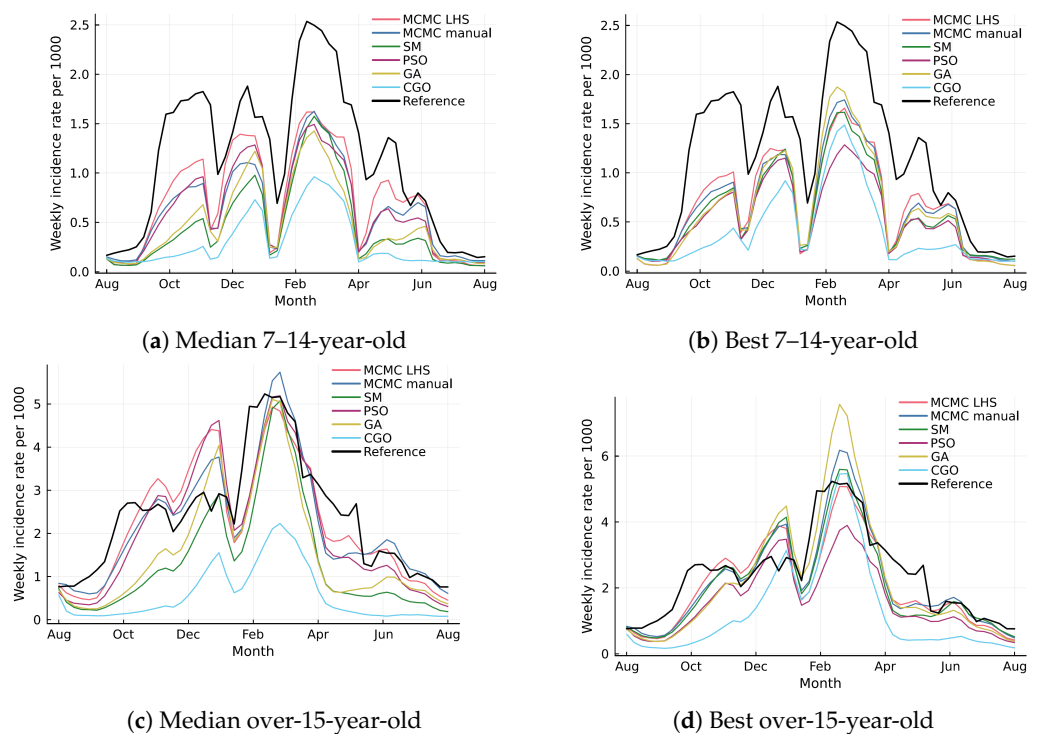 Weekly incidence rate per 1000
2.5
2.0
1.5
1.0
0.5
0.0
MCMC LHS
MCMC manual
SM
PSO
GA
CGO
Reference
Aug Oct Dec Feb Apr Jun Aug
Month
(a) Median 7–14-year-old
Weekly incidence rate per 1000
2.5
2.0
1.5
1.0
0.5
0.0
MCMC LHS
MCMC manual
SM
PSO
GA
CGO
Reference
Aug Oct Dec Feb Apr Jun Aug
Month
(b) Best 7–14-year-old
Weekly incidence rate per 1000
5
4
3
2
1
0
MCMC LHS
MCMC manual
SM
PSO
GA
CGO
Reference
Aug Oct Dec Feb Apr Jun Aug
Month
(c) Median over-15-year-old
Weekly incidence rate per 1000
6
4
2
0
MCMC LHS
MCMC manual
SM
PSO
GA
CGO
Reference
Aug Oct Dec Feb Apr Jun Aug
Month
(d) Best over-15-year-old